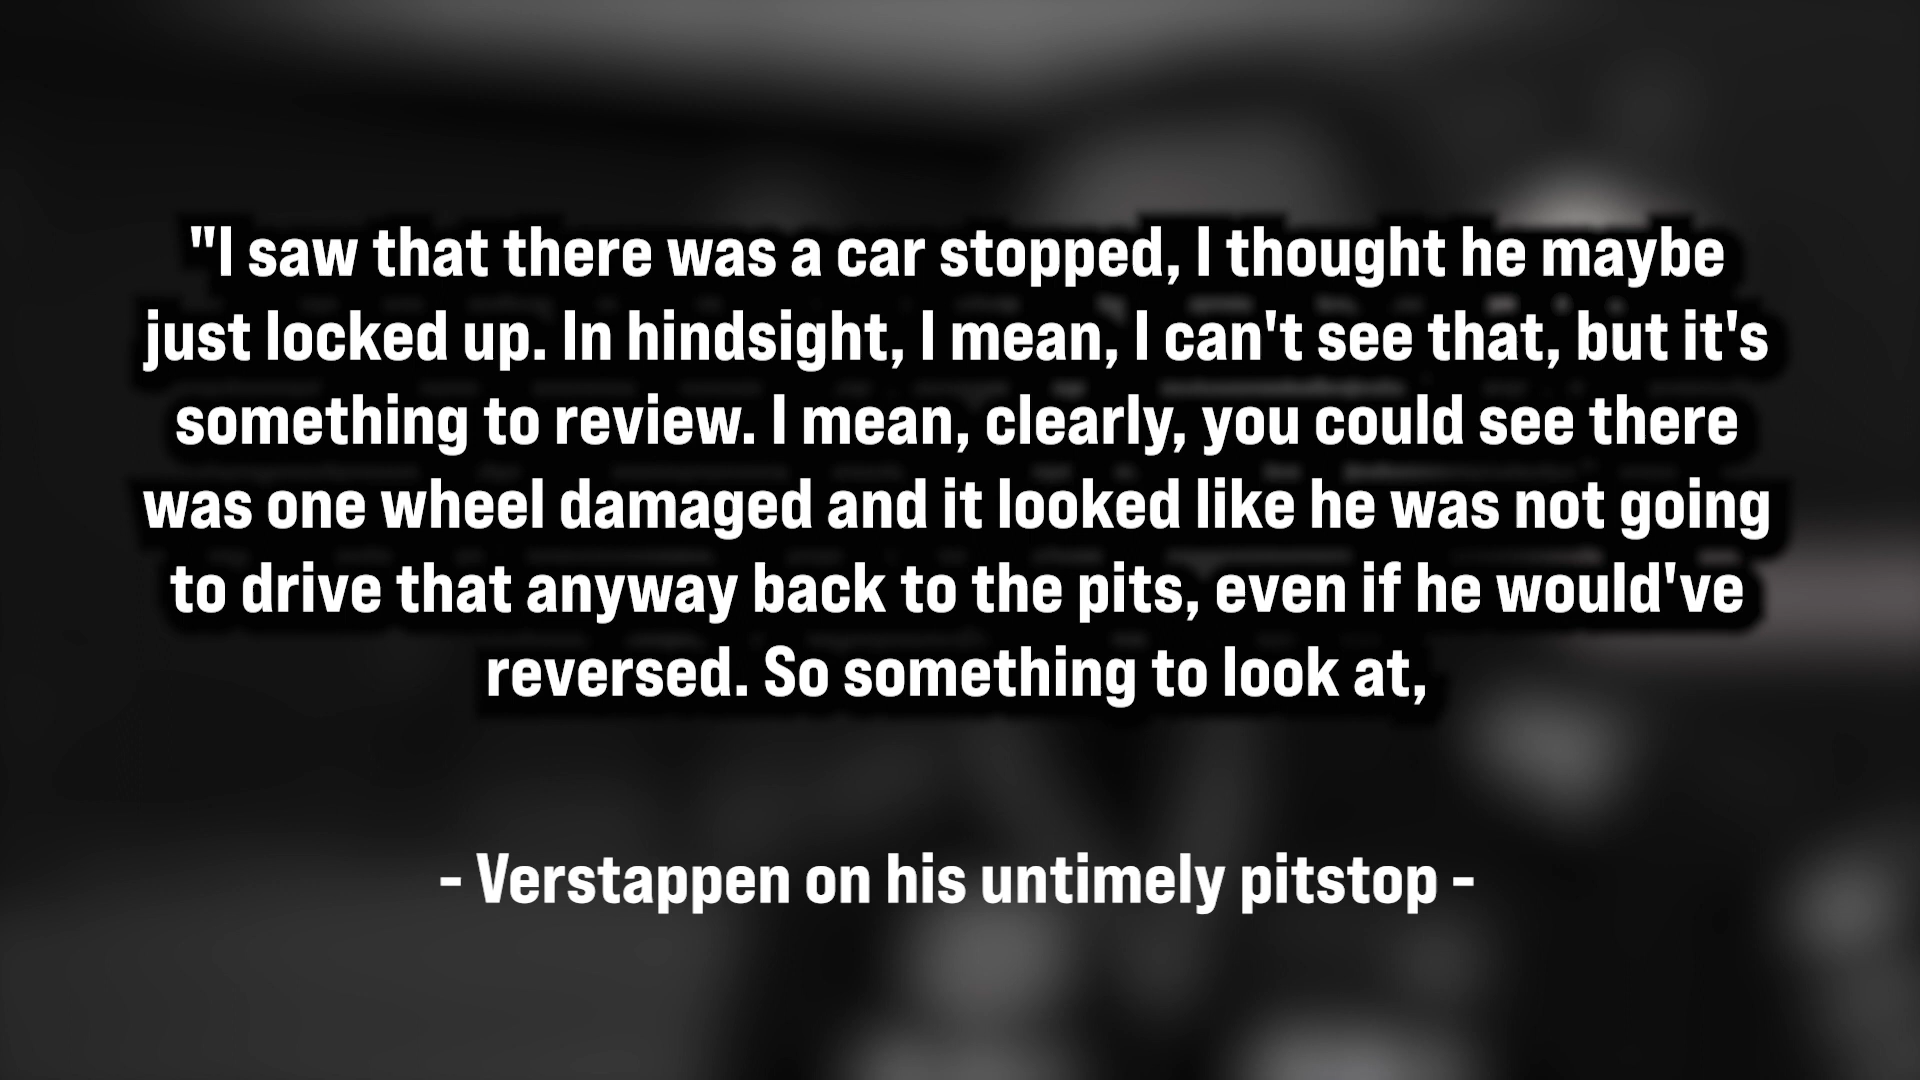 "I saw that there was a car stopped, I thought he maybe
just locked up. In hindsight, I mean, I can't see that, but it's
something to review. I mean, clearly, you could see there
was one wheel damaged and it looked like he was not going
to drive that anyway back to the pits, even if he would've
reversed. So something to look at,
- Verstappen on his untimely pitstop -